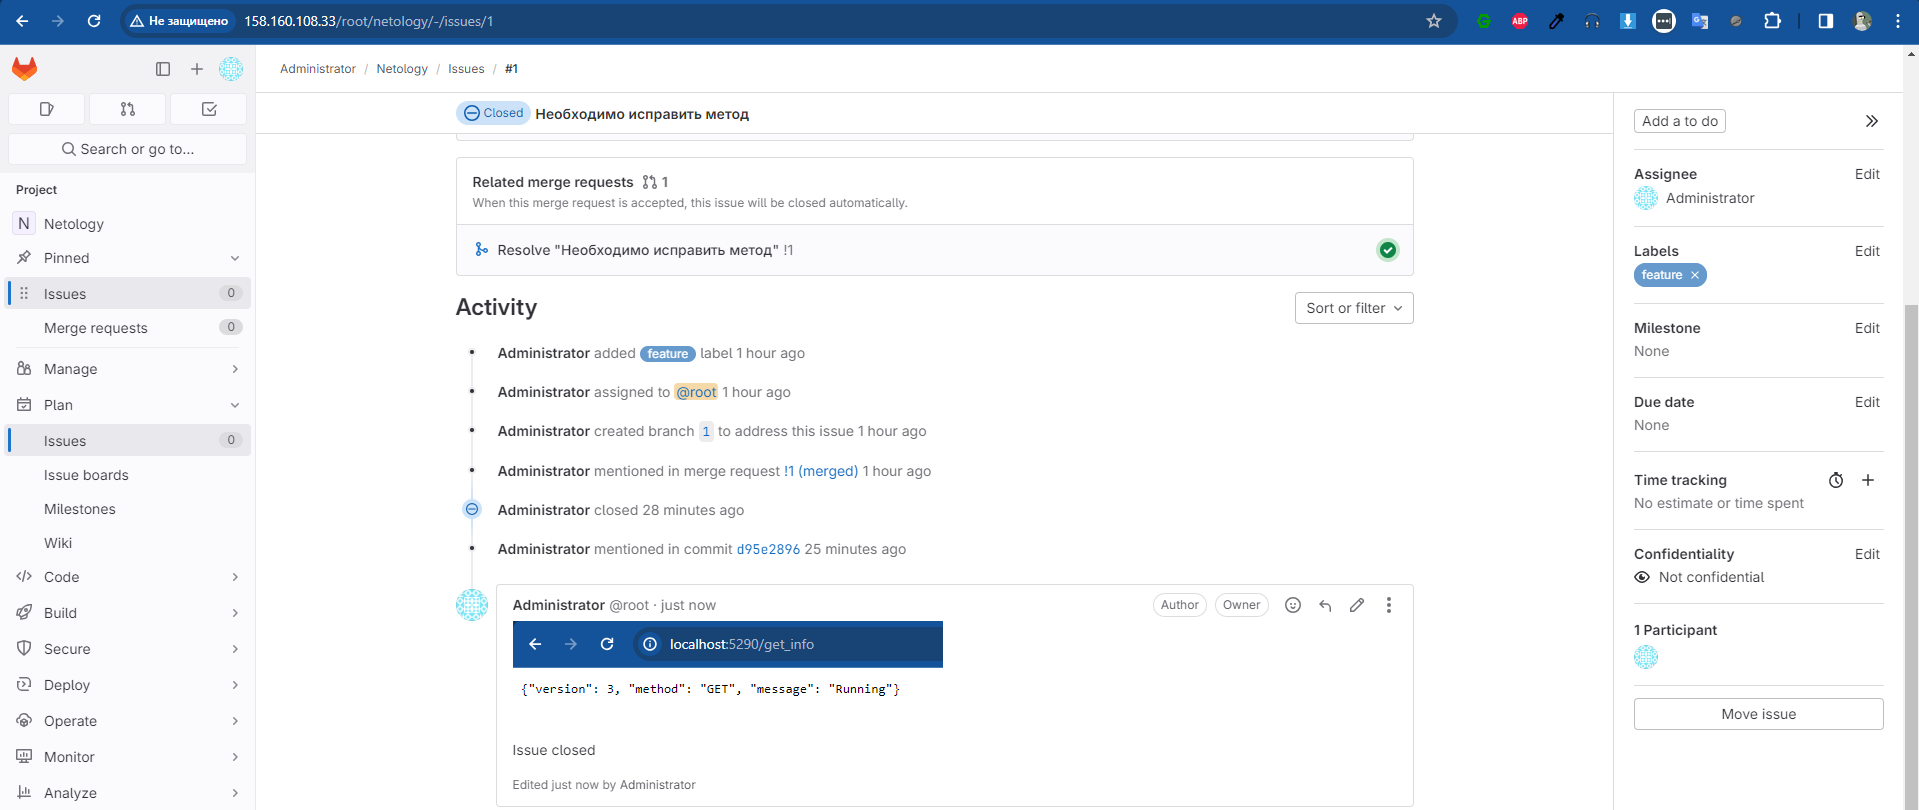 Не защищено 158.160.108.33/root/netology/-/issues/1
ABP
Administrator / Netology / Issues / #1
Closed Необходимо исправить метод
Search or go to...
Project
N Netology
Pinned
Issues 0
Merge requests 0
Manage
Plan
Issues 0
Issue boards
Milestones
Wiki
Code
Build
Secure
Deploy
Operate
Monitor
Analyze
Related merge requests 1
When this merge request is accepted, this issue will be closed automatically.
Resolve "Необходимо исправить метод" !1
Activity
Sort or filter
Administrator added feature label 1 hour ago
Administrator assigned to @root 1 hour ago
Administrator created branch 1 to address this issue 1 hour ago
Administrator mentioned in merge request !1 (merged) 1 hour ago
Administrator closed 28 minutes ago
Administrator mentioned in commit d95e2896 25 minutes ago
Administrator @root · just now
Author Owner
localhost:5290/get_info
{"version": 3, "method": "GET", "message": "Running"}
Issue closed
Edited just now by Administrator
Add a to do
Assignee Edit
Administrator
Labels Edit
feature ×
Milestone Edit
None
Due date Edit
None
Time tracking
No estimate or time spent
Confidentiality Edit
Not confidential
1 Participant
Move issue